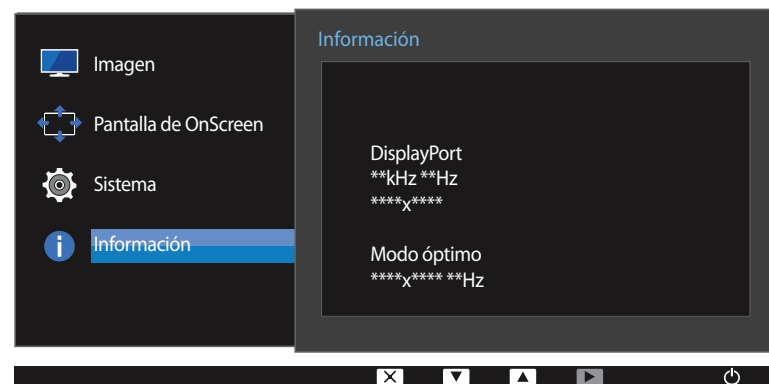 Imagen
Pantalla de OnScreen
Sistema
Información
Información
DisplayPort
**kHz **Hz
****x****
Modo óptimo
****x**** **Hz